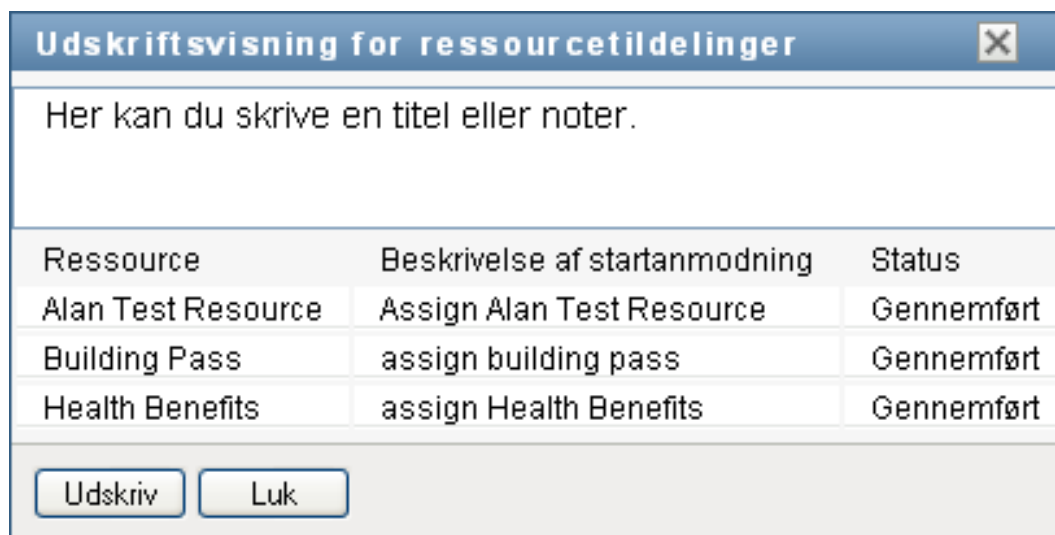 Udskriftsvisning for ressourcetildelinger
Her kan du skrive en titel eller noter.
Ressource Beskrivelse af startanmodning Status
Alan Test Resource Assign Alan Test Resource Gennemført
Building Pass assign building pass Gennemført
Health Benefits assign Health Benefits Gennemført
Udskriv Luk